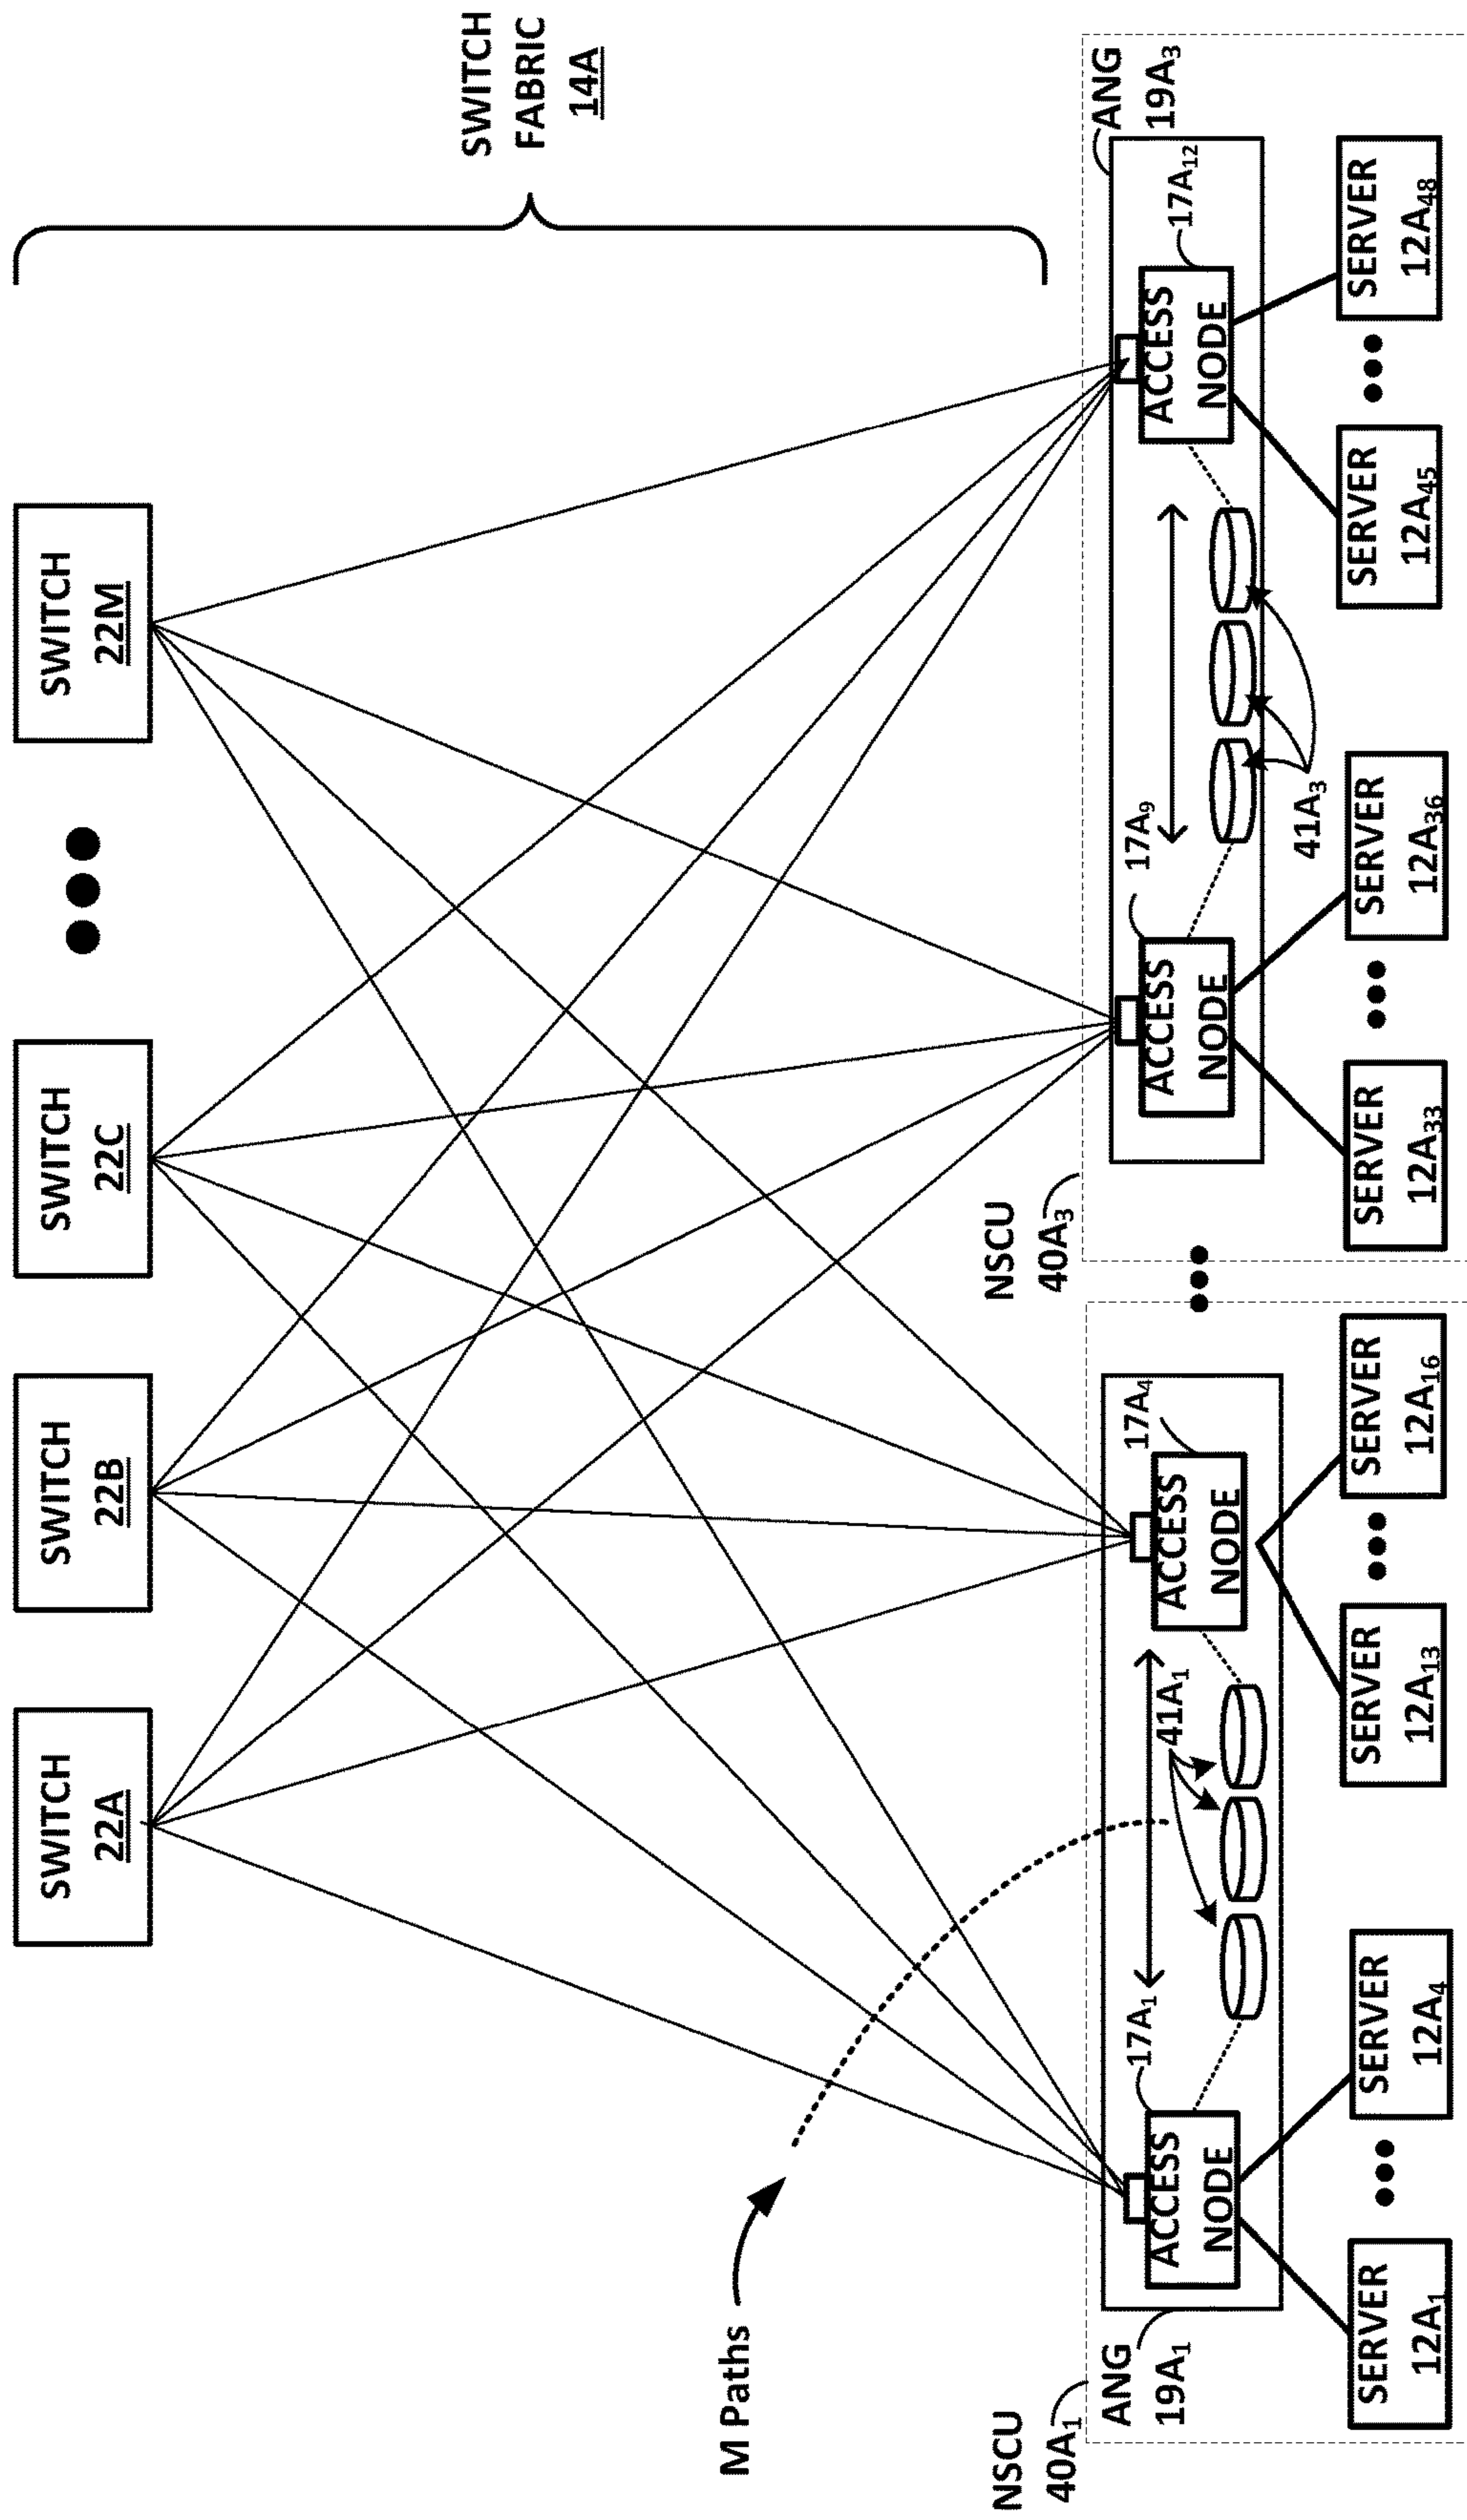 SWITCH
22A
SWITCH
22B
SWITCH
22C
SWITCH
22M
SWITCH
FABRIC
14A
M Paths
NSCU
40A1
ANG
19A1
17A1
ACCESS
NODE
41A1
17A4
ACCESS
NODE
SERVER
12A1
SERVER
12A4
SERVER
12A13
SERVER
12A16
NSCU
40A3
ANG
19A3
17A9
ACCESS
NODE
41A3
17A12
ACCESS
NODE
SERVER
12A33
SERVER
12A36
SERVER
12A45
SERVER
12A48